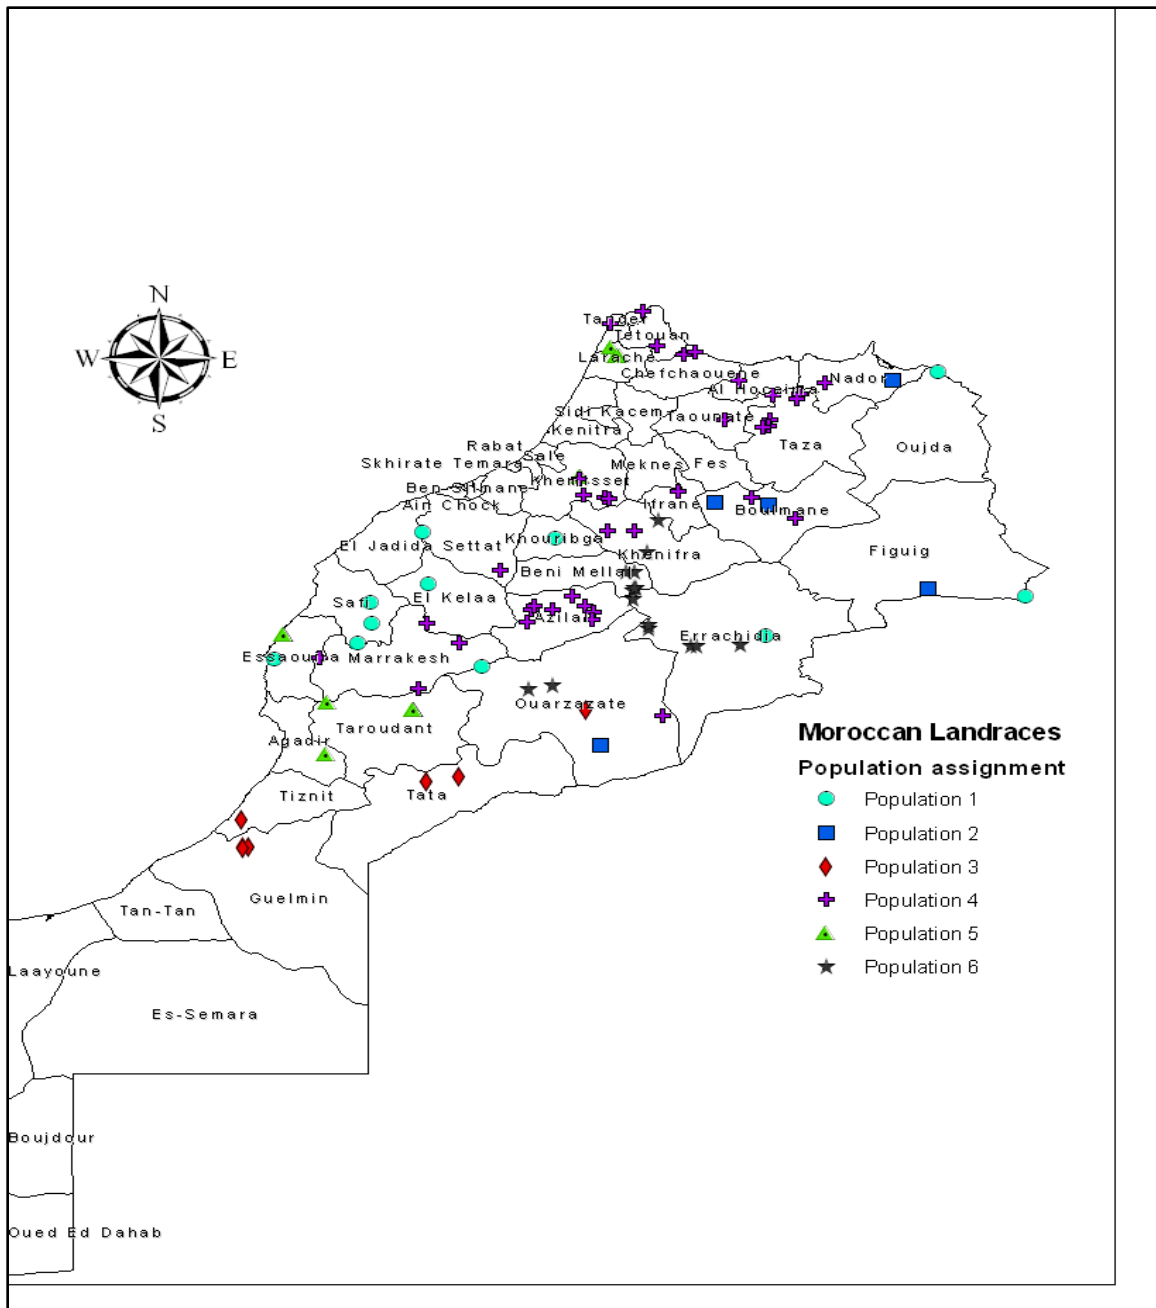 N
W E
S
Tanger
Tetouan
Larache
Chefchaouene
Al Hoceima
Nador
Sidi Kacem
Taounate
Kenitra
Taza
Oujda
Rabat
Sale
Skhirate Temara
Meknes
Fes
Khemisset
Ben Slimane
Ifrane
Ain Chock
Boulmane
El Jadida
Settat
Khouribga
Khenifra
Figuig
Beni Mellal
El Kelaa
Safi
Azilal
Errachidia
Essaouira
Marrakesh
Ouarzazate
Taroudant
Agadir
Tiznit
Tata
Guelmin
Tan-Tan
Laayoune
Es-Semara
Boujdour
Oued Ed Dahab
Moroccan Landraces
Population assignment
Population 1
Population 2
Population 3
Population 4
Population 5
Population 6